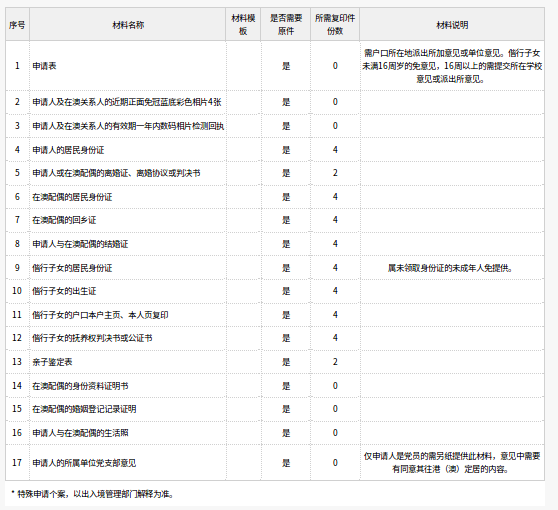 序号 材料名称 材料模板 是否需要原件 所需复印件份数 材料说明
1 申请表 是 0 需户口所在地派出所加意见或单位意见。偕行子女未满16周岁的免意见，16周以上的需提交所在学校意见或派出所意见。
2 申请人及在澳关系人的近期正面免冠蓝底彩色相片4张 是 0
3 申请人及在澳关系人的有效期一年内数码相片检测回执 是 0
4 申请人的居民身份证 是 4
5 申请人或在澳配偶的离婚证、离婚协议或判决书 是 2
6 在澳配偶的居民身份证 是 4
7 在澳配偶的回乡证 是 4
8 申请人与在澳配偶的结婚证 是 4
9 偕行子女的居民身份证 是 4 属未领取身份证的未成年人免提供。
10 偕行子女的出生证 是 4
11 偕行子女的户口本户主页、本人页复印 是 4
12 偕行子女的抚养权判决书或公证书 是 4
13 亲子鉴定表 是 2
14 在澳配偶的身份资料证明书 是 0
15 在澳配偶的婚姻登记记录证明 是 0
16 申请人与在澳配偶的生活照 是 0
17 申请人的所属单位党支部意见 是 0 仅申请人是党员的需另纸提供此材料，意见中需要有同意其往港（澳）定居的内容。
* 特殊申请个案，以出入境管理部门解释为准。